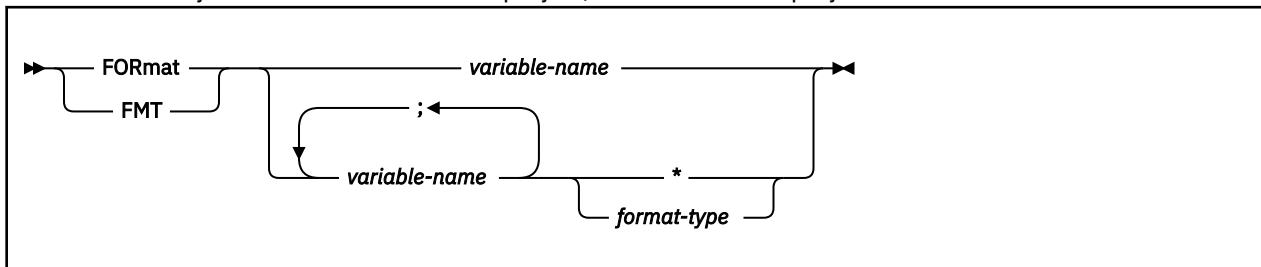 FORmat variable-name
FMT
;
variable-name *
format-type